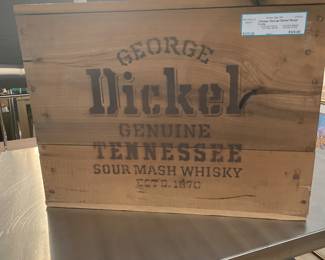 GEORGE
Dickel
GENUINE
TENNESSEE
SOUR MASH WHISKY
ESTD. 1870